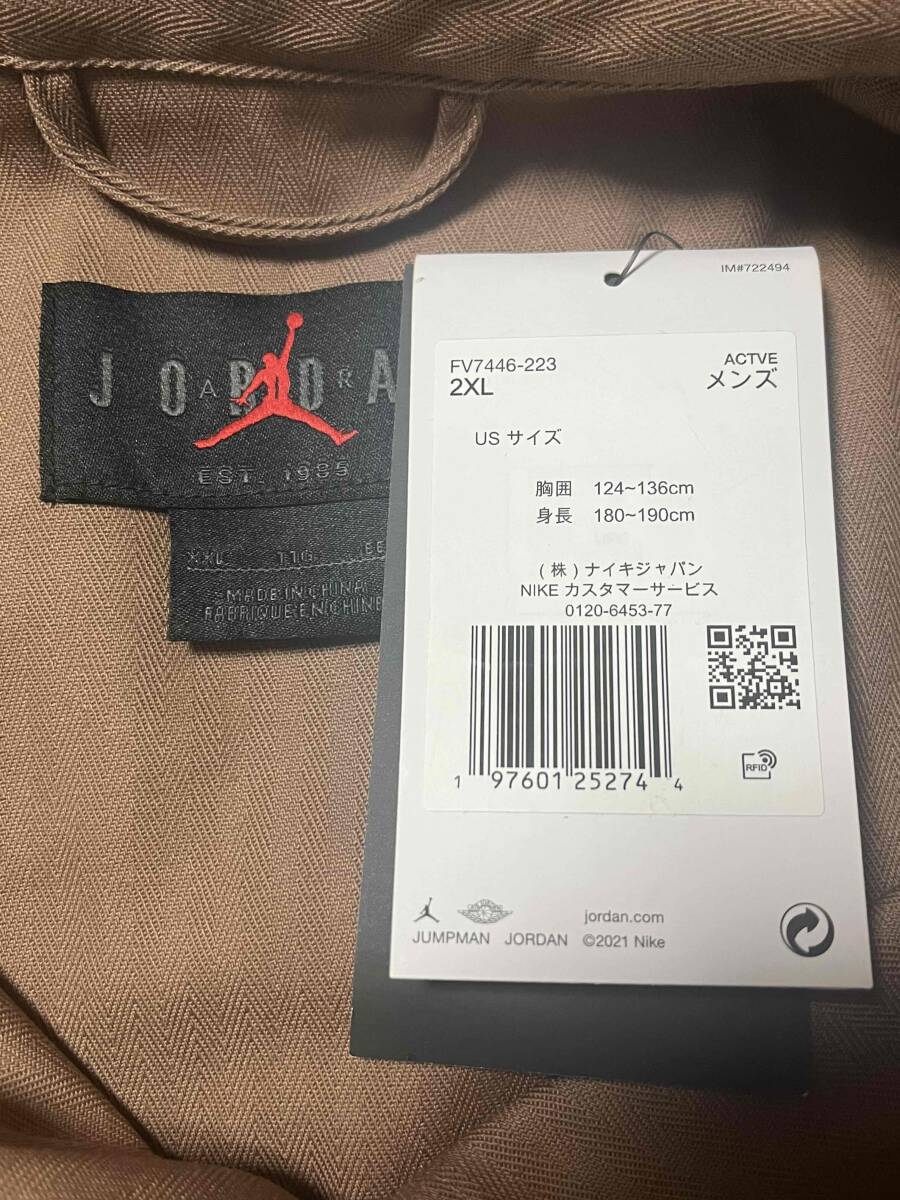 IM#722494
FV7446-223
ACTVE
2XL
メンズ
US サイズ
胸囲 124~136cm
身長 180~190cm
(株)ナイキジャパン
NIKE カスタマーサービス
0120-6453-77
1 97601 25274 4
RFID
jordan.com
JUMPMAN JORDAN ©2021 Nike
J O R D A
A R
EST. 1985
XXL TTG EE
MADE IN CHINA
FABRIQUE EN CHINE